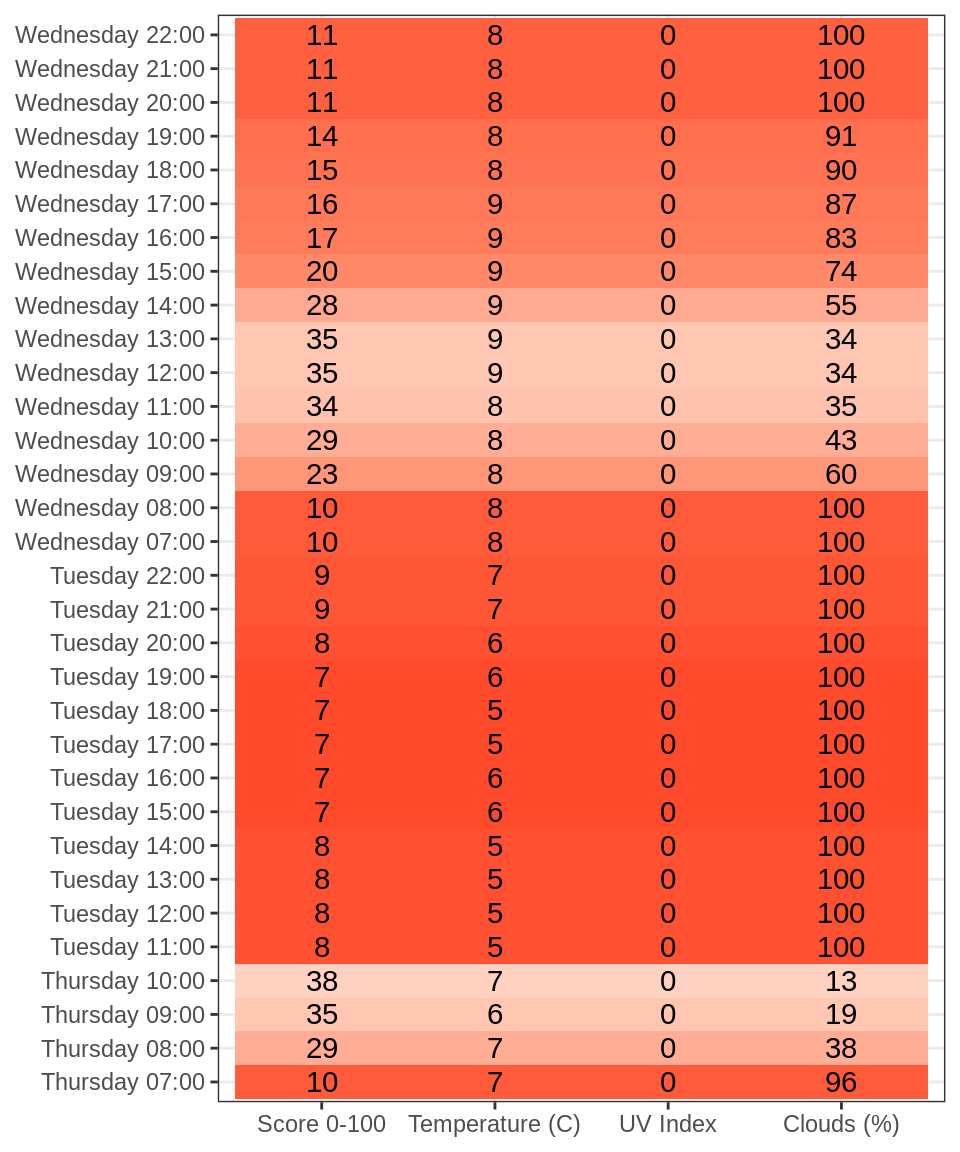 Wednesday 22:00 11 8 0 100
Wednesday 21:00 11 8 0 100
Wednesday 20:00 11 8 0 100
Wednesday 19:00 14 8 0 91
Wednesday 18:00 15 8 0 90
Wednesday 17:00 16 9 0 87
Wednesday 16:00 17 9 0 83
Wednesday 15:00 20 9 0 74
Wednesday 14:00 28 9 0 55
Wednesday 13:00 35 9 0 34
Wednesday 12:00 35 9 0 34
Wednesday 11:00 34 8 0 35
Wednesday 10:00 29 8 0 43
Wednesday 09:00 23 8 0 60
Wednesday 08:00 10 8 0 100
Wednesday 07:00 10 8 0 100
Tuesday 22:00 9 7 0 100
Tuesday 21:00 9 7 0 100
Tuesday 20:00 8 6 0 100
Tuesday 19:00 7 6 0 100
Tuesday 18:00 7 5 0 100
Tuesday 17:00 7 5 0 100
Tuesday 16:00 7 6 0 100
Tuesday 15:00 7 6 0 100
Tuesday 14:00 8 5 0 100
Tuesday 13:00 8 5 0 100
Tuesday 12:00 8 5 0 100
Tuesday 11:00 8 5 0 100
Thursday 10:00 38 7 0 13
Thursday 09:00 35 6 0 19
Thursday 08:00 29 7 0 38
Thursday 07:00 10 7 0 96
Score 0-100 Temperature (C) UV Index Clouds (%)